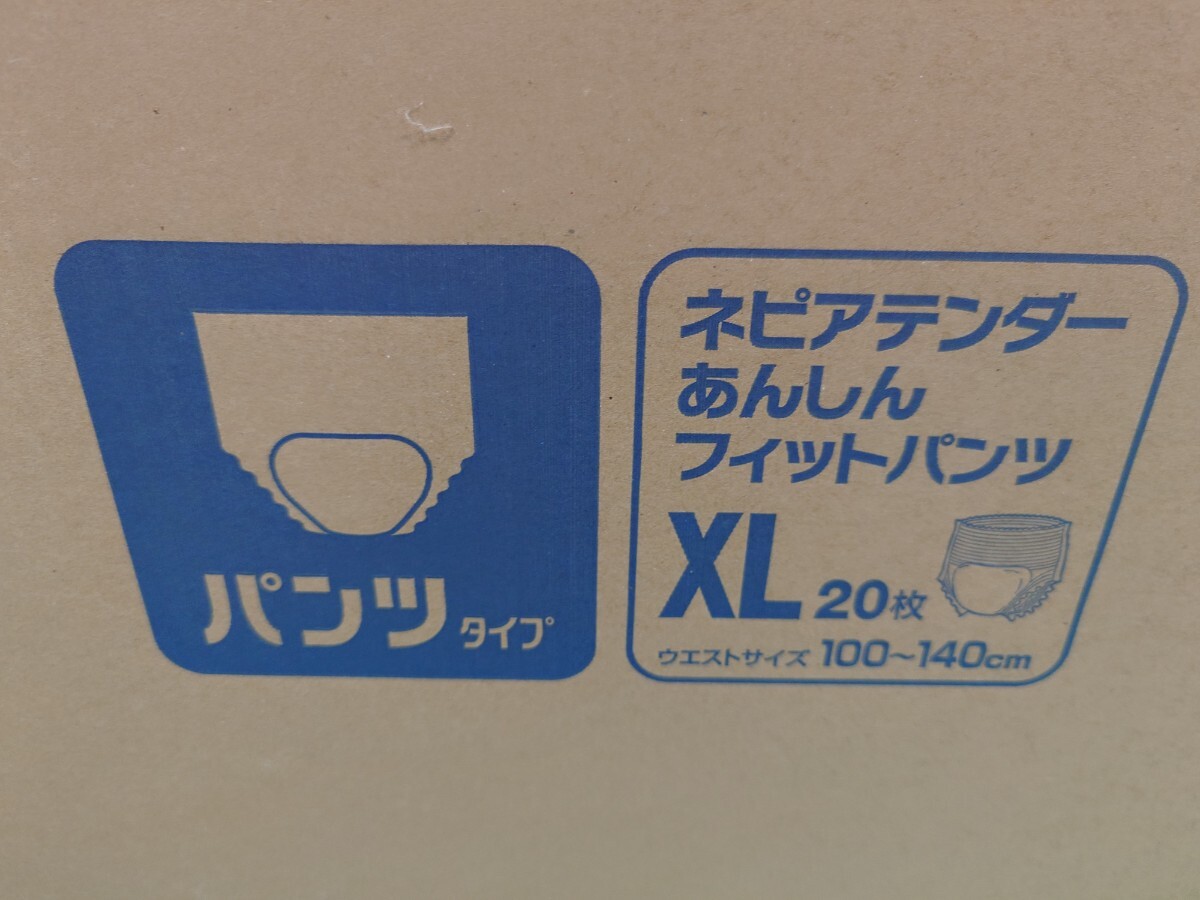 パンツタイプ
ネピアテンダー
あんしん
フィットパンツ
XL 20枚
ウエストサイズ 100～140cm